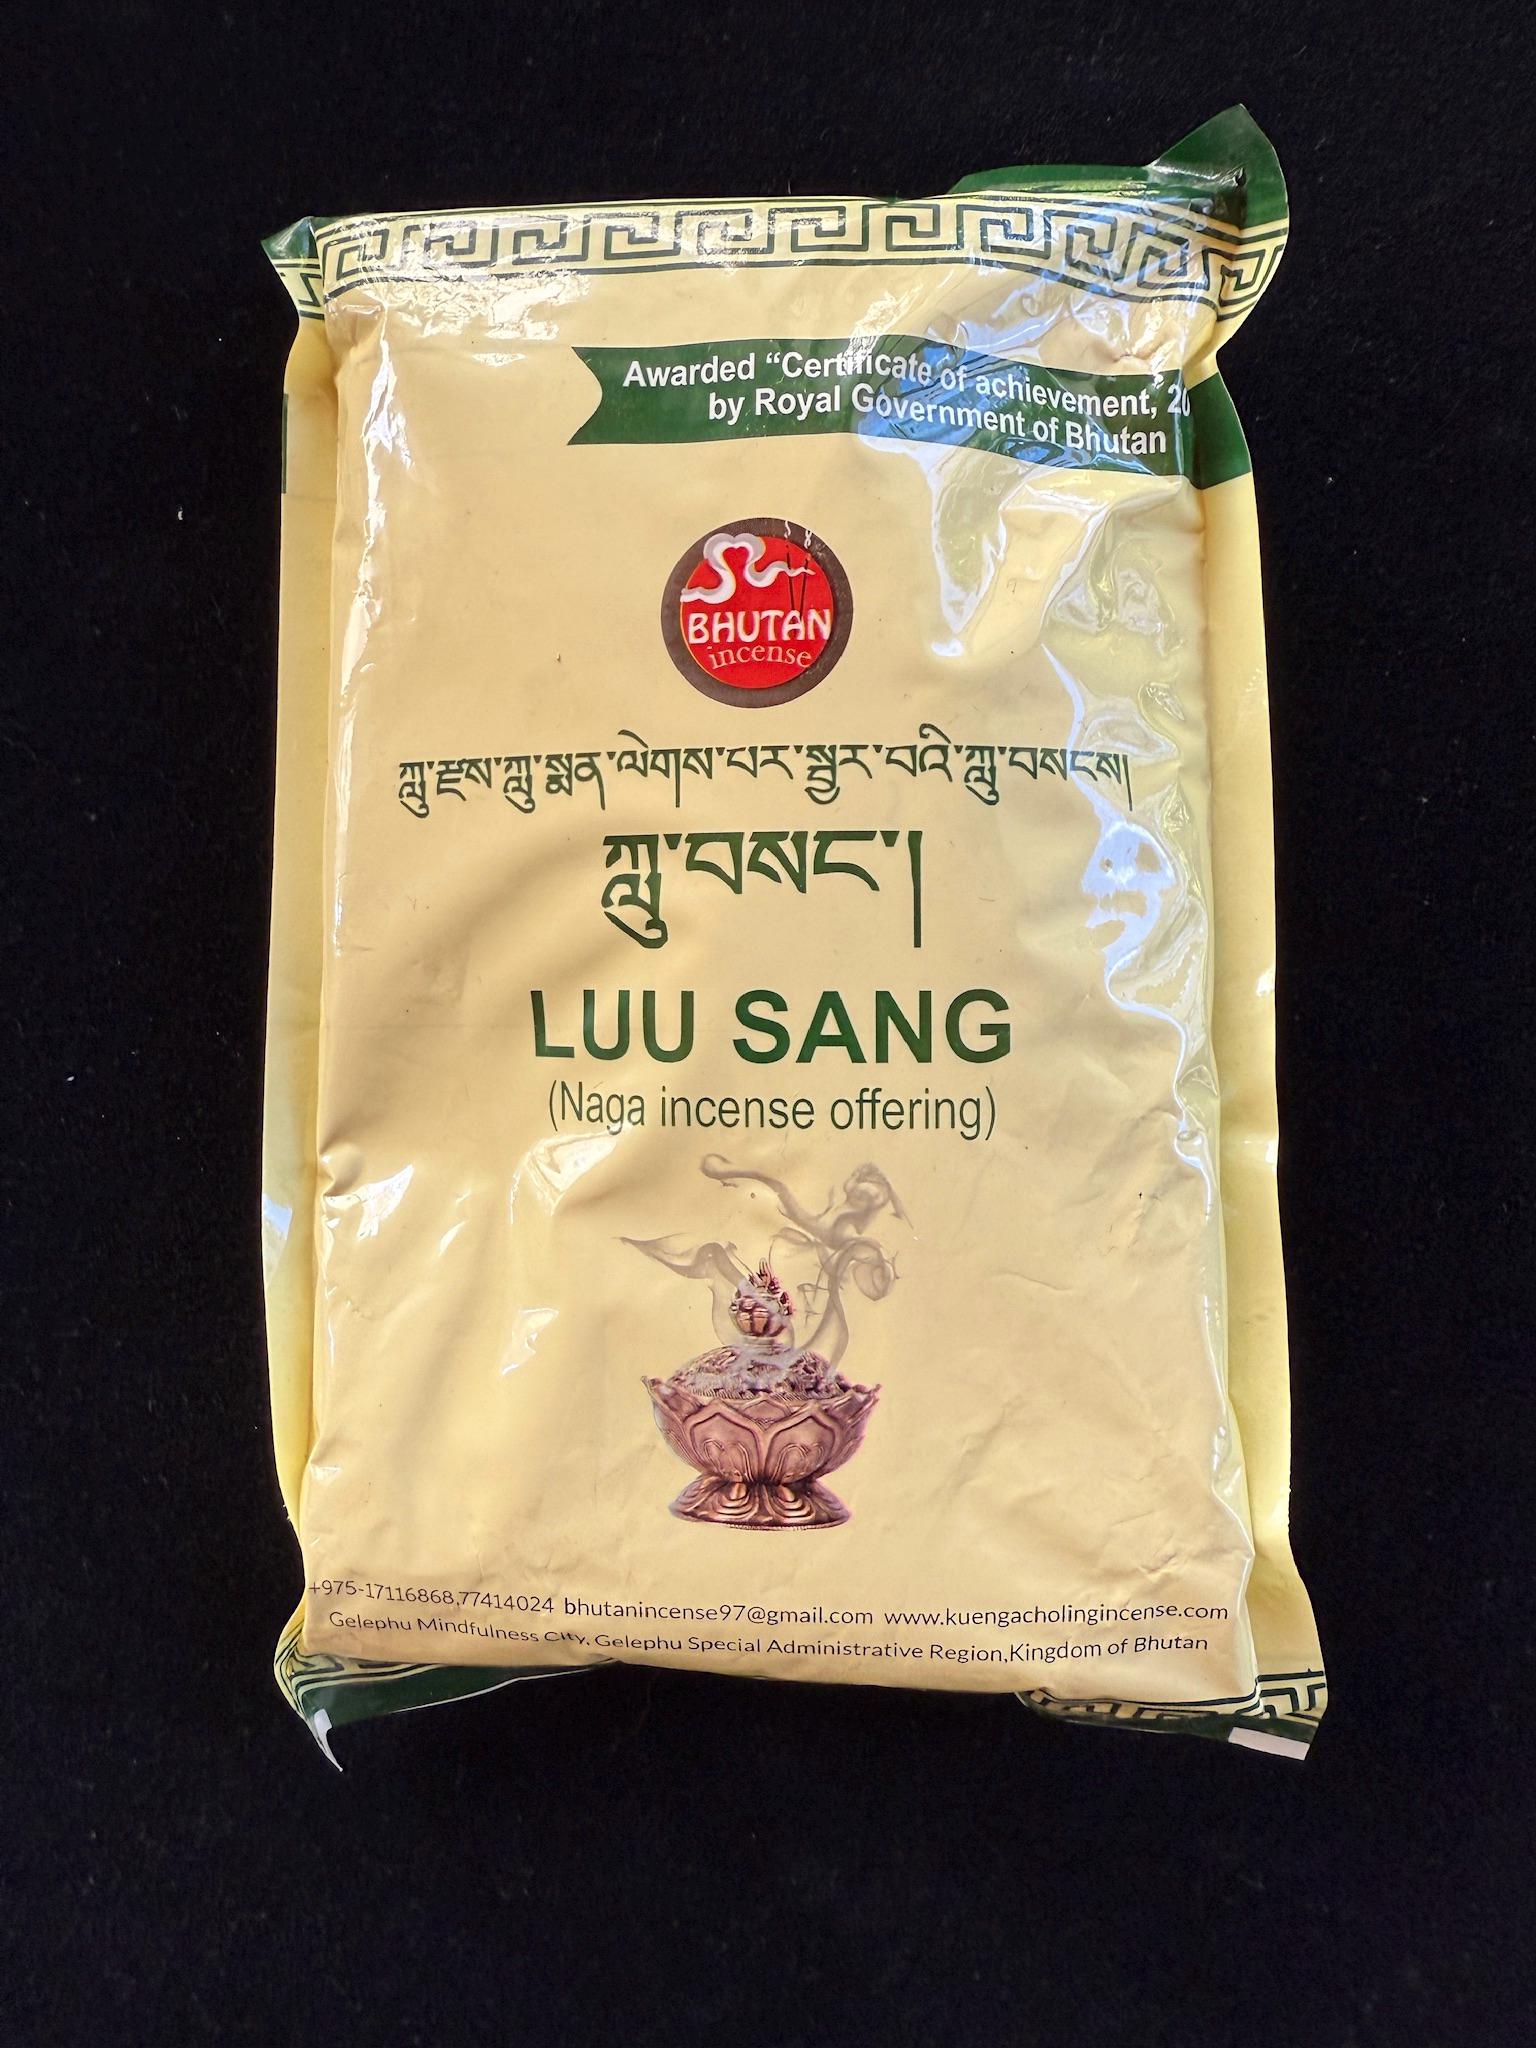 Awarded “Certificate of achievement, 20
by Royal Government of Bhutan
BHUTAN
incense
ཀླུ་རྫས་ཀླུ་སྨན་ལེགས་པར་སྦྱར་བའི་ཀླུ་བསངས།
ཀླུ་བསང་།
LUU SANG
(Naga incense offering)
+975-17116868,77414024 bhutanincense97@gmail.com www.kuengacholingincense.com
Gelephu Mindfulness City, Gelephu Special Administrative Region,Kingdom of Bhutan